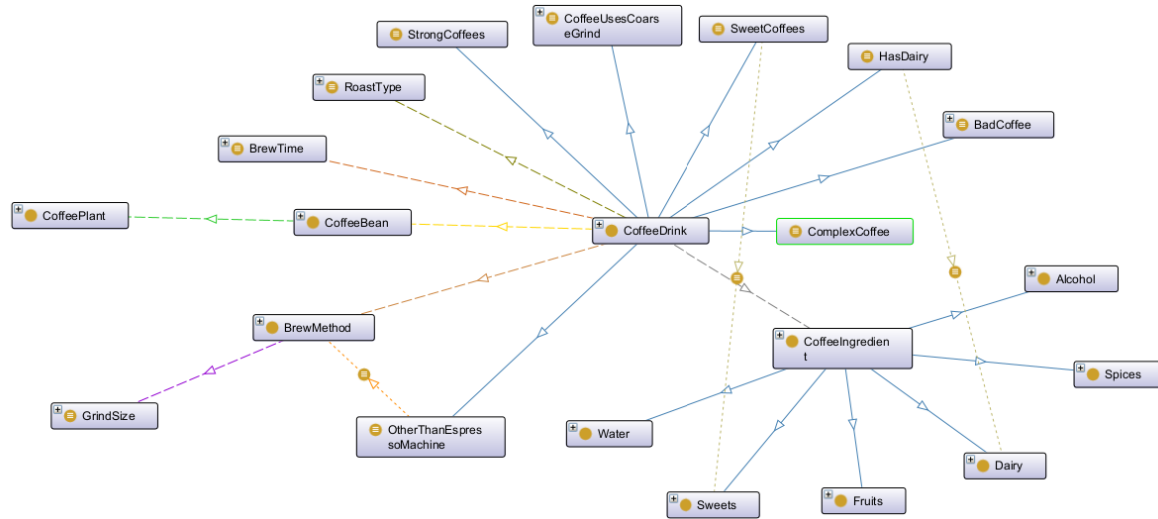 CoffeeUsesCoars
eGrind
SweetCoffees
StrongCoffees
HasDairy
RoastType
BadCoffee
BrewTime
CoffeePlant
CoffeeBean
CoffeeDrink
ComplexCoffee
Alcohol
BrewMethod
CoffeeIngredien
t
Spices
GrindSize
OtherThanEspres
soMachine
Water
Dairy
Sweets
Fruits